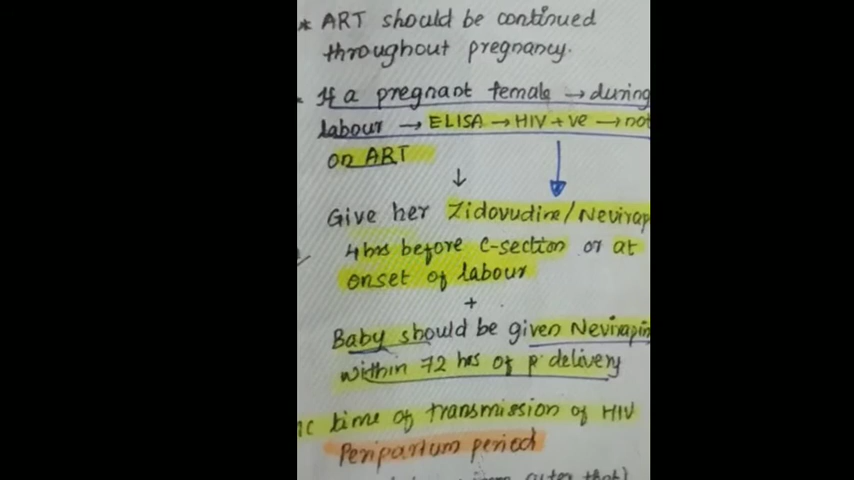 * ART should be continued
throughout pregnancy.
If a pregnant female → during
labour → ELISA → HIV +ve → not
on ART
↓
Give her Zidovudine/Nevirap
4 hrs before C-section or at
onset of labour
+
Baby should be given Nevirapin
within 72 hrs of p. delivery
time of transmission of HIV
Peripartum period